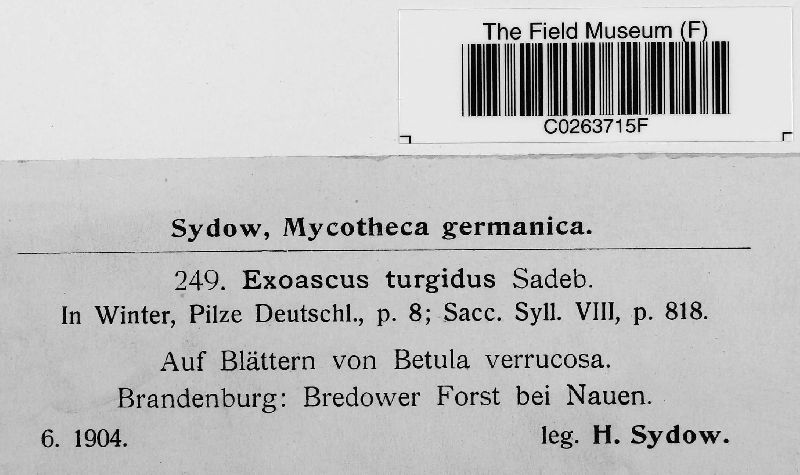 The Field Museum (F)
C0263715F
Sydow, Mycotheca germanica.
249. Exoascus turgidus Sadeb.
In Winter, Pilze Deutschl., p. 8; Sacc. Syll. VIII, p. 818.
Auf Blättern von Betula verrucosa.
Brandenburg: Bredower Forst bei Nauen.
6. 1904. leg. H. Sydow.